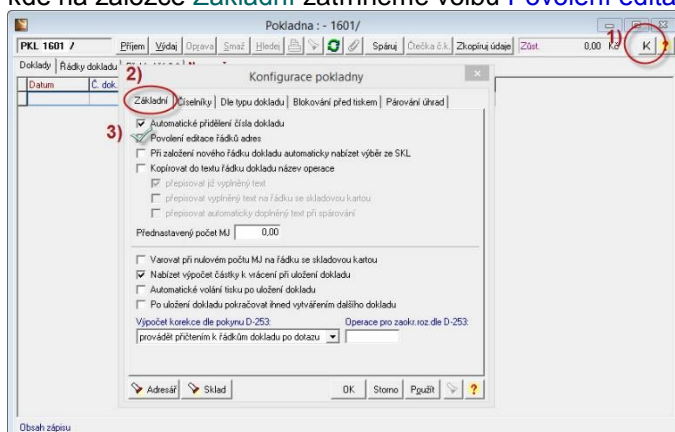 kde na záložce Základní zatrhneme volbu Povolení edita
Pokladna : - 1601/
PKL 1601 / Příjem Výdaj Oprava Smaž Hledej Spáruj Čtečka č.k. Zkopíruj údaje Zůst. 0,00 Kč 1) K ?
Doklady Řádky dokladu
Datum Č. dok.
2) Konfigurace pokladny
Základní Číselníky Dle typu dokladu Blokování před tiskem Párování úhrad
Automatické přidělení čísla dokladu
3) Povolení editace řádků adres
Při založení nového řádku dokladu automaticky nabízet výběr ze SKL
Kopírovat do textu řádku dokladu název operace
přepisovat již vyplněný text
přepisovat vyplněný text na řádku se skladovou kartou
přepisovat automaticky doplněný text při spárování
Přednastavený počet MJ 0,00
Varovat při nulovém počtu MJ na řádku se skladovou kartou
Nabízet výpočet částky k vrácení při uložení dokladu
Automatické volání tisku po uložení dokladu
Po uložení dokladu pokračovat ihned vytvářením dalšího dokladu
Výpočet korekce dle pokynu D-253: Operace pro zaokr.roz.dle D-253:
provádět přičtením k řádkům dokladu po dotazu
Adresář Sklad OK Storno Použít ?
Obsah zápisu